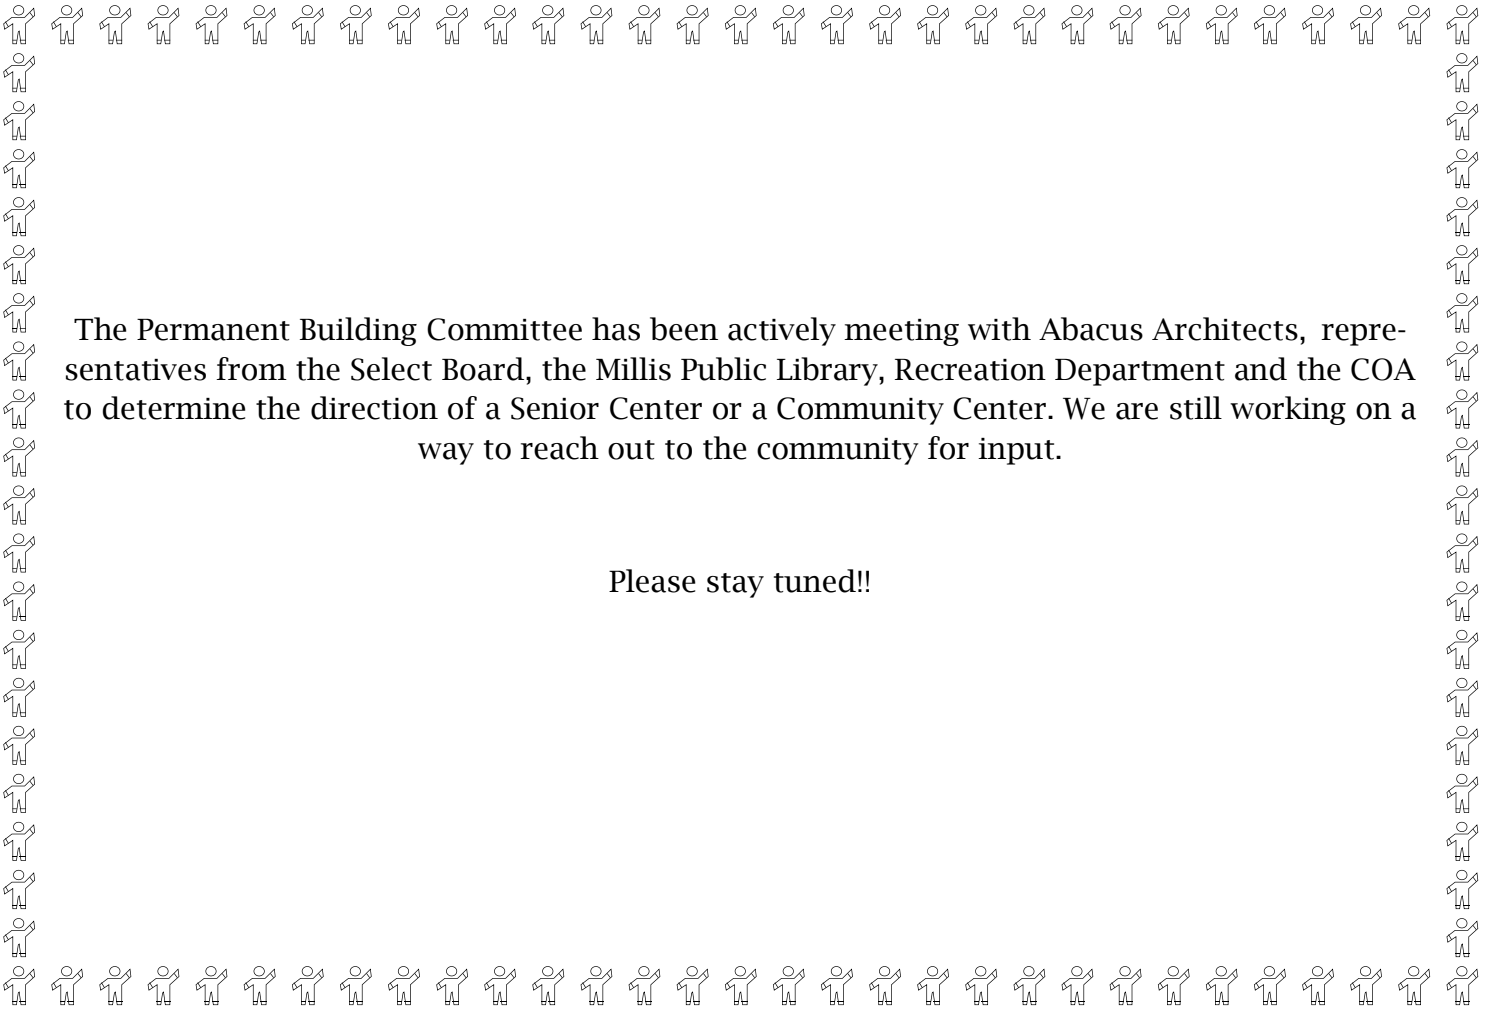 The Permanent Building Committee has been actively meeting with Abacus Architects, repre-
sentatives from the Select Board, the Millis Public Library, Recreation Department and the COA
to determine the direction of a Senior Center or a Community Center. We are still working on a
way to reach out to the community for input.
Please stay tuned!!